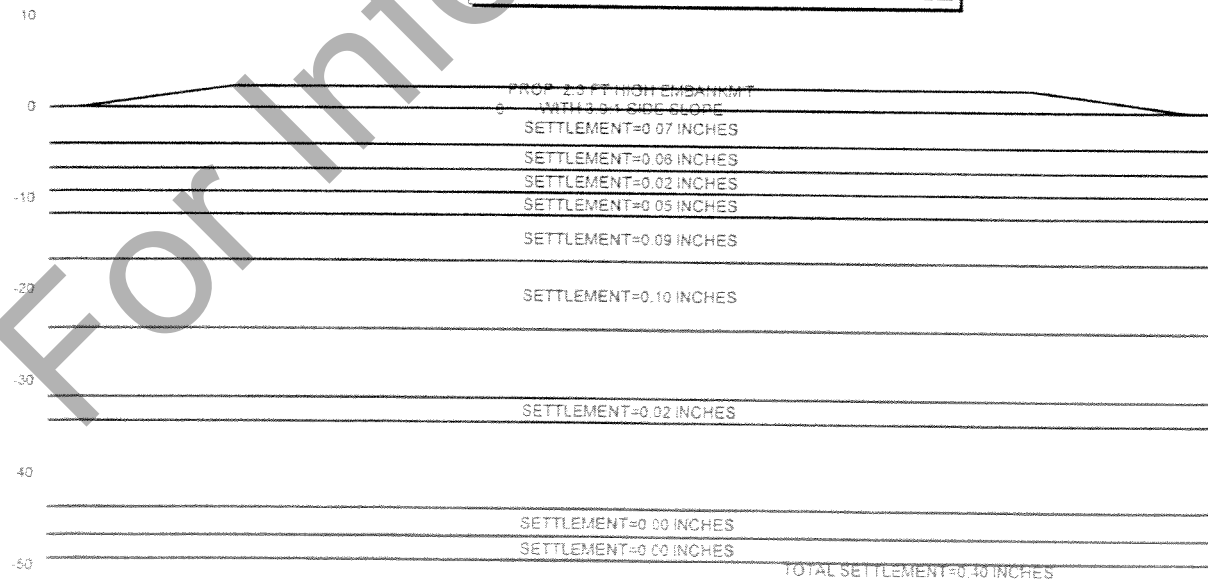 10
PROP 2.3 FT HIGH EMBANKMT
0
WITH 3.9:1 SIDE SLOPE
SETTLEMENT=0.07 INCHES
SETTLEMENT=0.06 INCHES
SETTLEMENT=0.02 INCHES
-10
SETTLEMENT=0.05 INCHES
SETTLEMENT=0.09 INCHES
-20
SETTLEMENT=0.10 INCHES
-30
SETTLEMENT=0.02 INCHES
40
SETTLEMENT=0.00 INCHES
SETTLEMENT=0.00 INCHES
-50
TOTAL SETTLEMENT=0.40 INCHES
For